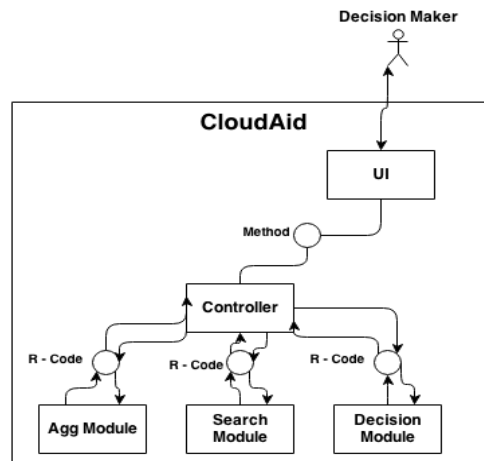 Decision Maker
CloudAid
UI
Method
Controller
R - Code
R - Code
R - Code
Agg Module
Search
Module
Decision
Module